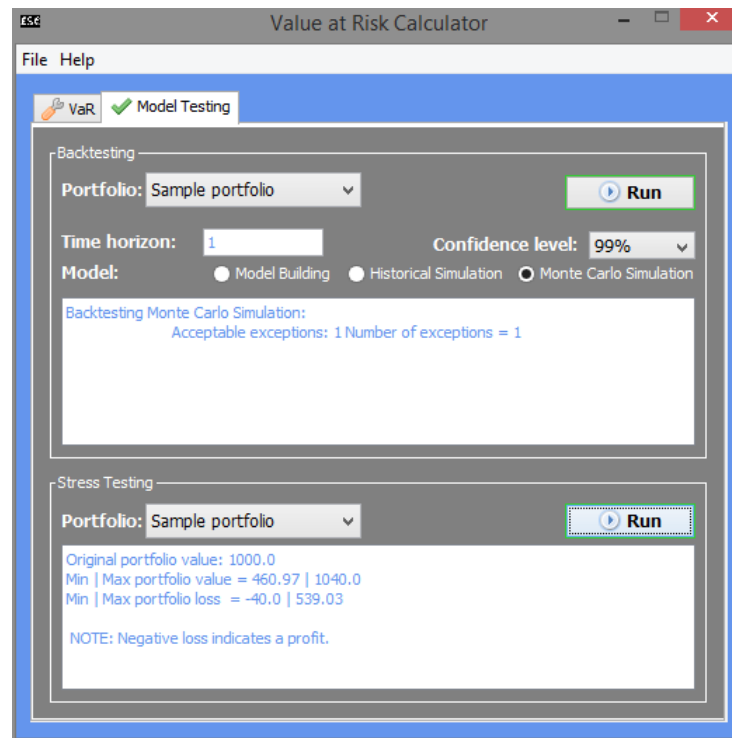 ESE
Value at Risk Calculator
File Help
VaR Model Testing
Backtesting
Portfolio: Sample portfolio Run
Time horizon: 1 Confidence level: 99%
Model: Model Building Historical Simulation Monte Carlo Simulation
Backtesting Monte Carlo Simulation:
Acceptable exceptions: 1 Number of exceptions = 1
Stress Testing
Portfolio: Sample portfolio Run
Original portfolio value: 1000.0
Min | Max portfolio value = 460.97 | 1040.0
Min | Max portfolio loss = -40.0 | 539.03
NOTE: Negative loss indicates a profit.